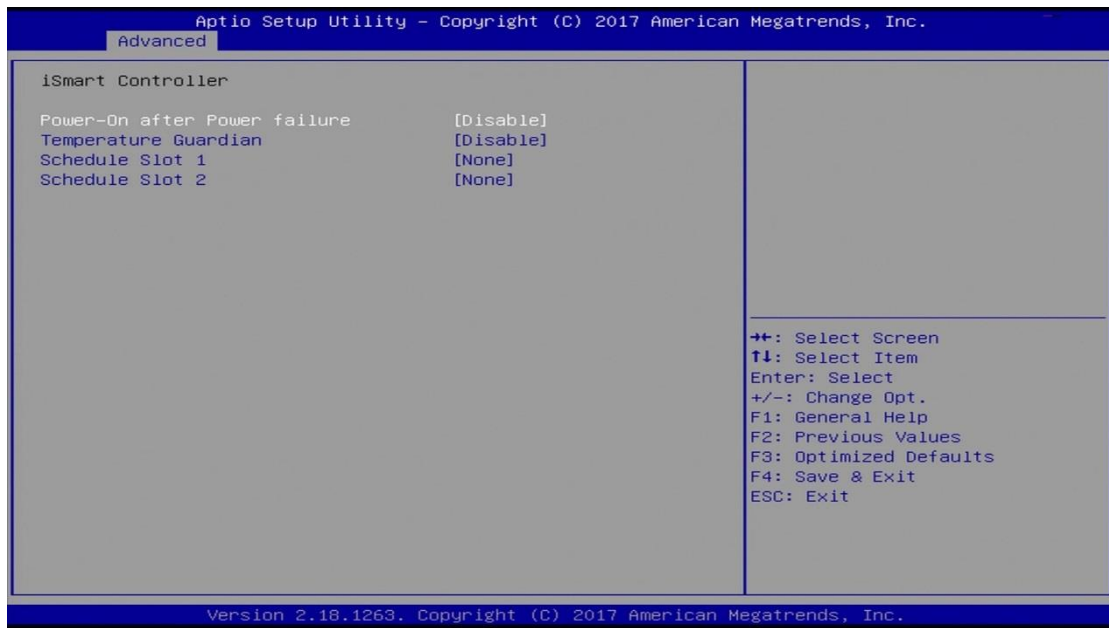 Aptio Setup Utility – Copyright (C) 2017 American Megatrends, Inc.
Advanced
iSmart Controller
Power-On after Power failure [Disable]
Temperature Guardian [Disable]
Schedule Slot 1 [None]
Schedule Slot 2 [None]
→←: Select Screen
↑↓: Select Item
Enter: Select
+/-: Change Opt.
F1: General Help
F2: Previous Values
F3: Optimized Defaults
F4: Save & Exit
ESC: Exit
Version 2.18.1263. Copyright (C) 2017 American Megatrends, Inc.